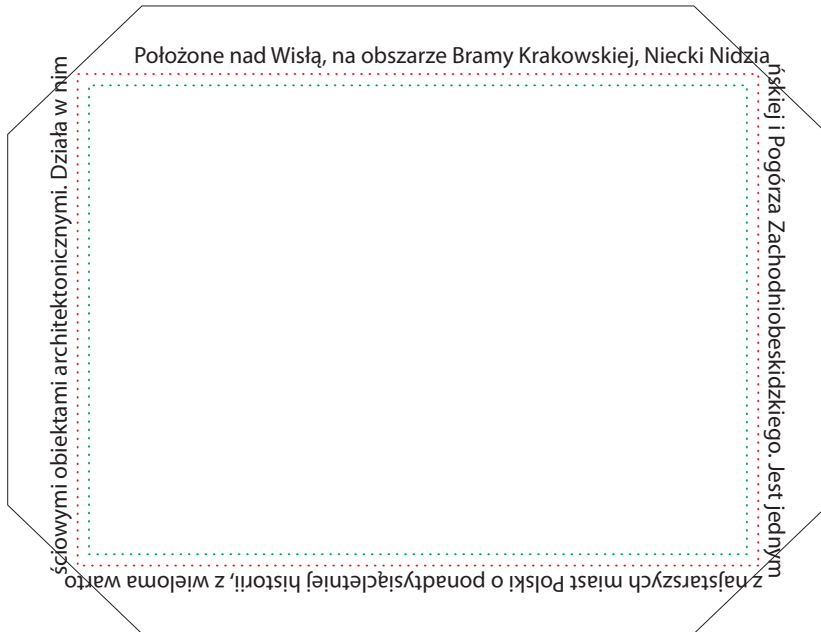 Położone nad Wisłą, na obszarze Bramy Krakowskiej, Niecki Nidzia
ńskiej i Pogórza Zachodniobeskidzkiego. Jest jednym
z najstarszych miast Polski o ponadtysiącletniej historii, z wieloma warto
ściowymi obiektami architektonicznymi. Działa w nim